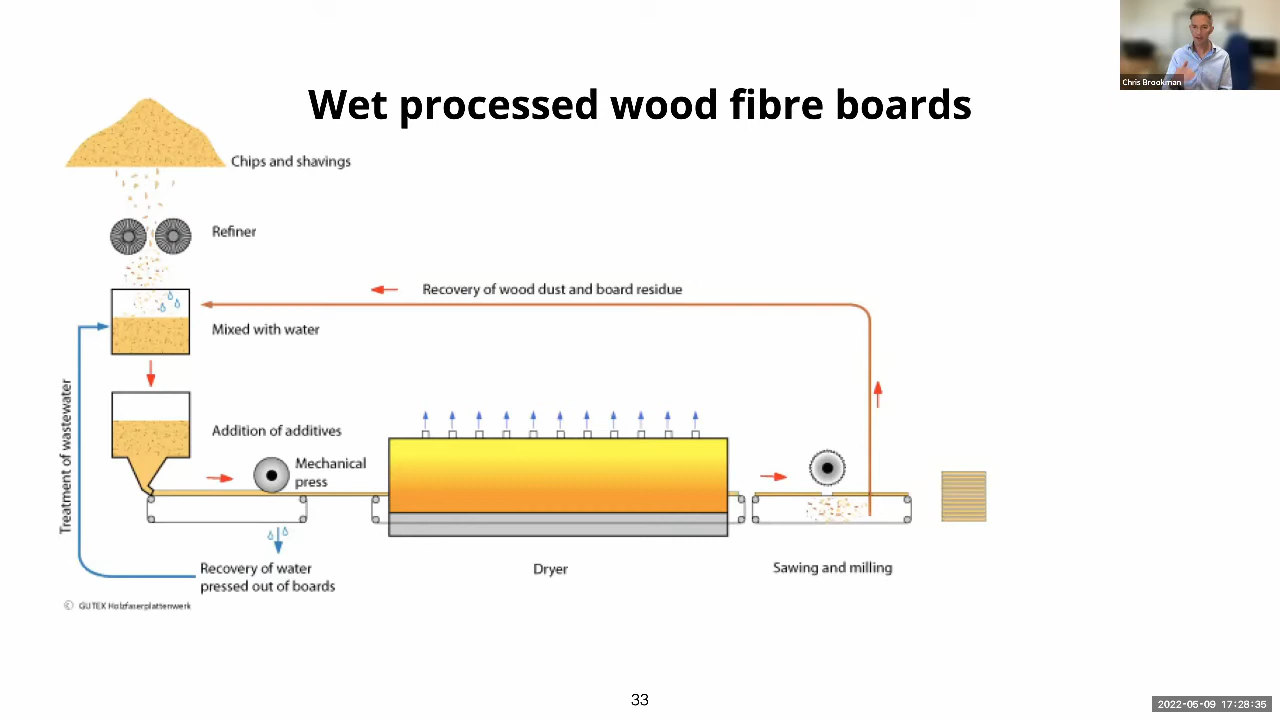 Chris Brookman
Wet processed wood fibre boards
Chips and shavings
Refiner
Recovery of wood dust and board residue
Mixed with water
Treatment of wastewater
Addition of additives
Mechanical
press
Recovery of water
pressed out of boards
Dryer
Sawing and milling
© GUTEX Holzfaserplattenwerk
33
2022-05-09 17:28:35